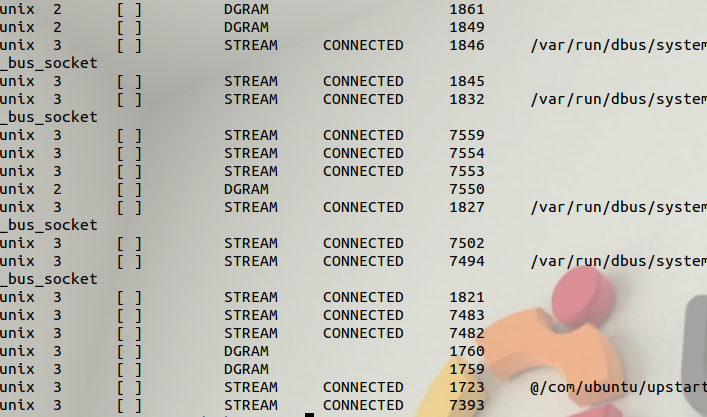 unix 2 [ ] DGRAM 1861
unix 2 [ ] DGRAM 1849
unix 3 [ ] STREAM CONNECTED 1846 /var/run/dbus/system
_bus_socket
unix 3 [ ] STREAM CONNECTED 1845
unix 3 [ ] STREAM CONNECTED 1832 /var/run/dbus/system
_bus_socket
unix 3 [ ] STREAM CONNECTED 7559
unix 3 [ ] STREAM CONNECTED 7554
unix 3 [ ] STREAM CONNECTED 7553
unix 2 [ ] DGRAM 7550
unix 3 [ ] STREAM CONNECTED 1827 /var/run/dbus/system
_bus_socket
unix 3 [ ] STREAM CONNECTED 7502
unix 3 [ ] STREAM CONNECTED 7494 /var/run/dbus/system
_bus_socket
unix 3 [ ] STREAM CONNECTED 1821
unix 3 [ ] STREAM CONNECTED 7483
unix 3 [ ] STREAM CONNECTED 7482
unix 3 [ ] DGRAM 1760
unix 3 [ ] DGRAM 1759
unix 3 [ ] STREAM CONNECTED 1723 @/com/ubuntu/upstart
unix 3 [ ] STREAM CONNECTED 7393